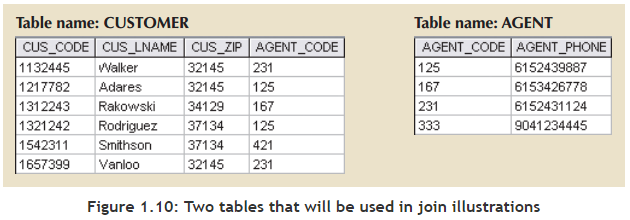 Table name: CUSTOMER
CUS_CODE CUS_LNAME CUS_ZIP AGENT_CODE
1132445 Walker 32145 231
1217782 Adares 32145 125
1312243 Rakowski 34129 167
1321242 Rodriguez 37134 125
1542311 Smithson 37134 421
1657399 Vanloo 32145 231
Table name: AGENT
AGENT_CODE AGENT_PHONE
125 6152439887
167 6153426778
231 6152431124
333 9041234445
Figure 1.10: Two tables that will be used in join illustrations